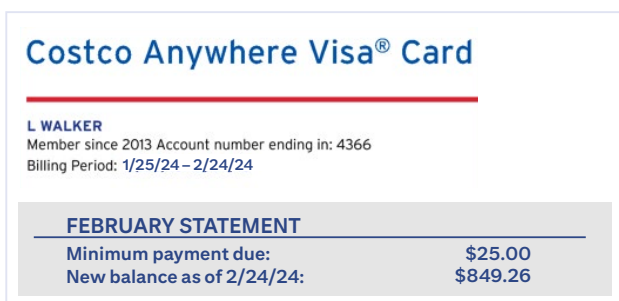 Costco Anywhere Visa® Card
L WALKER
Member since 2013 Account number ending in: 4366
Billing Period: 1/25/24–2/24/24
FEBRUARY STATEMENT
Minimum payment due: $25.00
New balance as of 2/24/24: $849.26